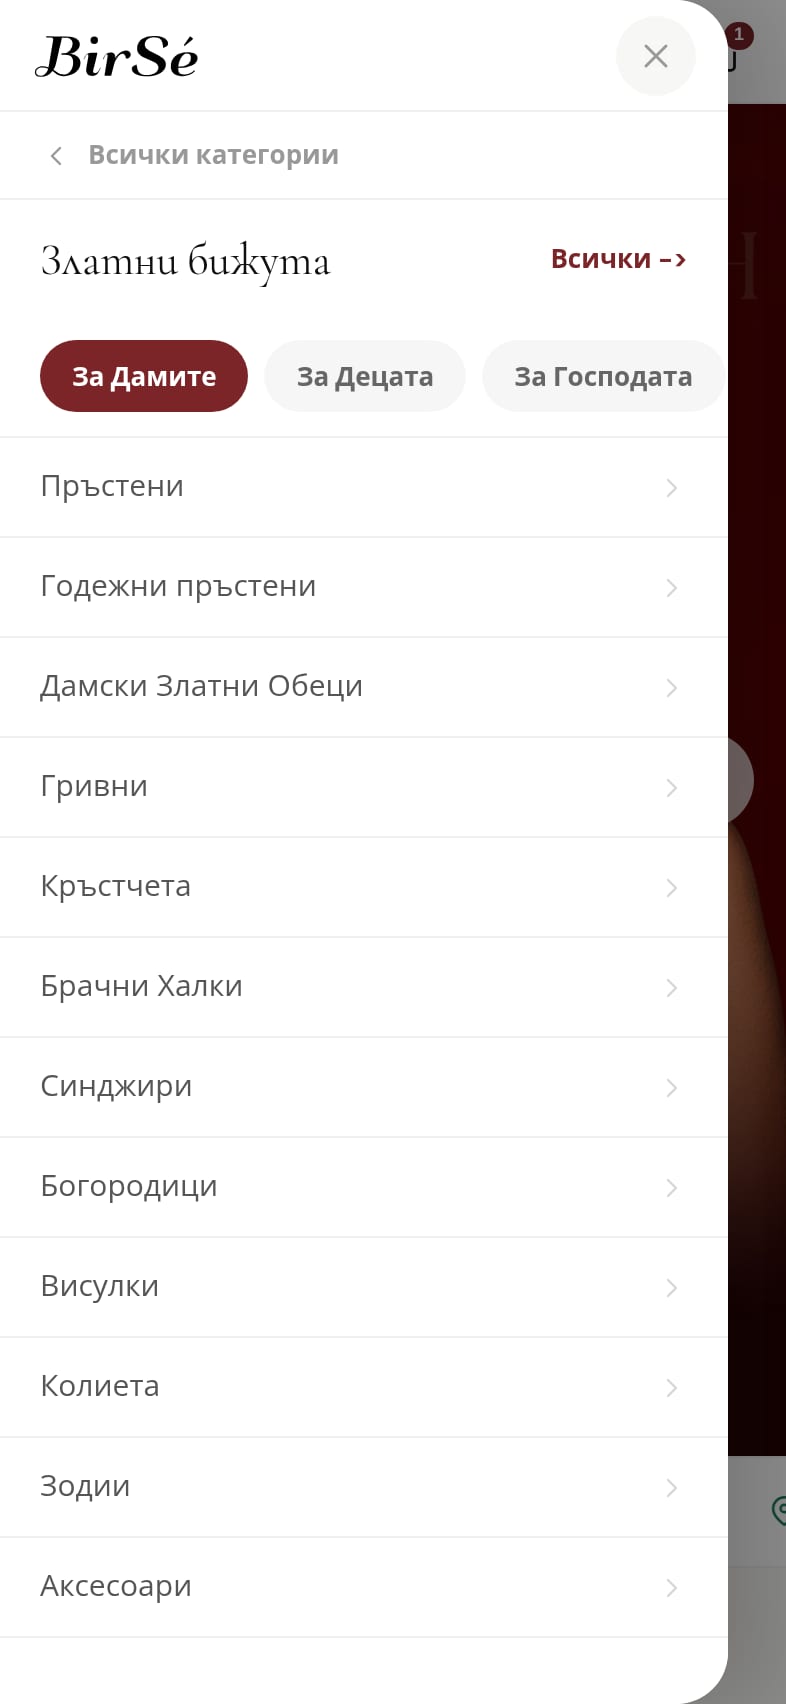 BirSé
1
Всички категории
Златни бижута
Всички –>
За Дамите
За Децата
За Господата
Пръстени
Годежни пръстени
Дамски Златни Обеци
Гривни
Кръстчета
Брачни Халки
Синджири
Богородици
Висулки
Колиета
Зодии
Аксесоари